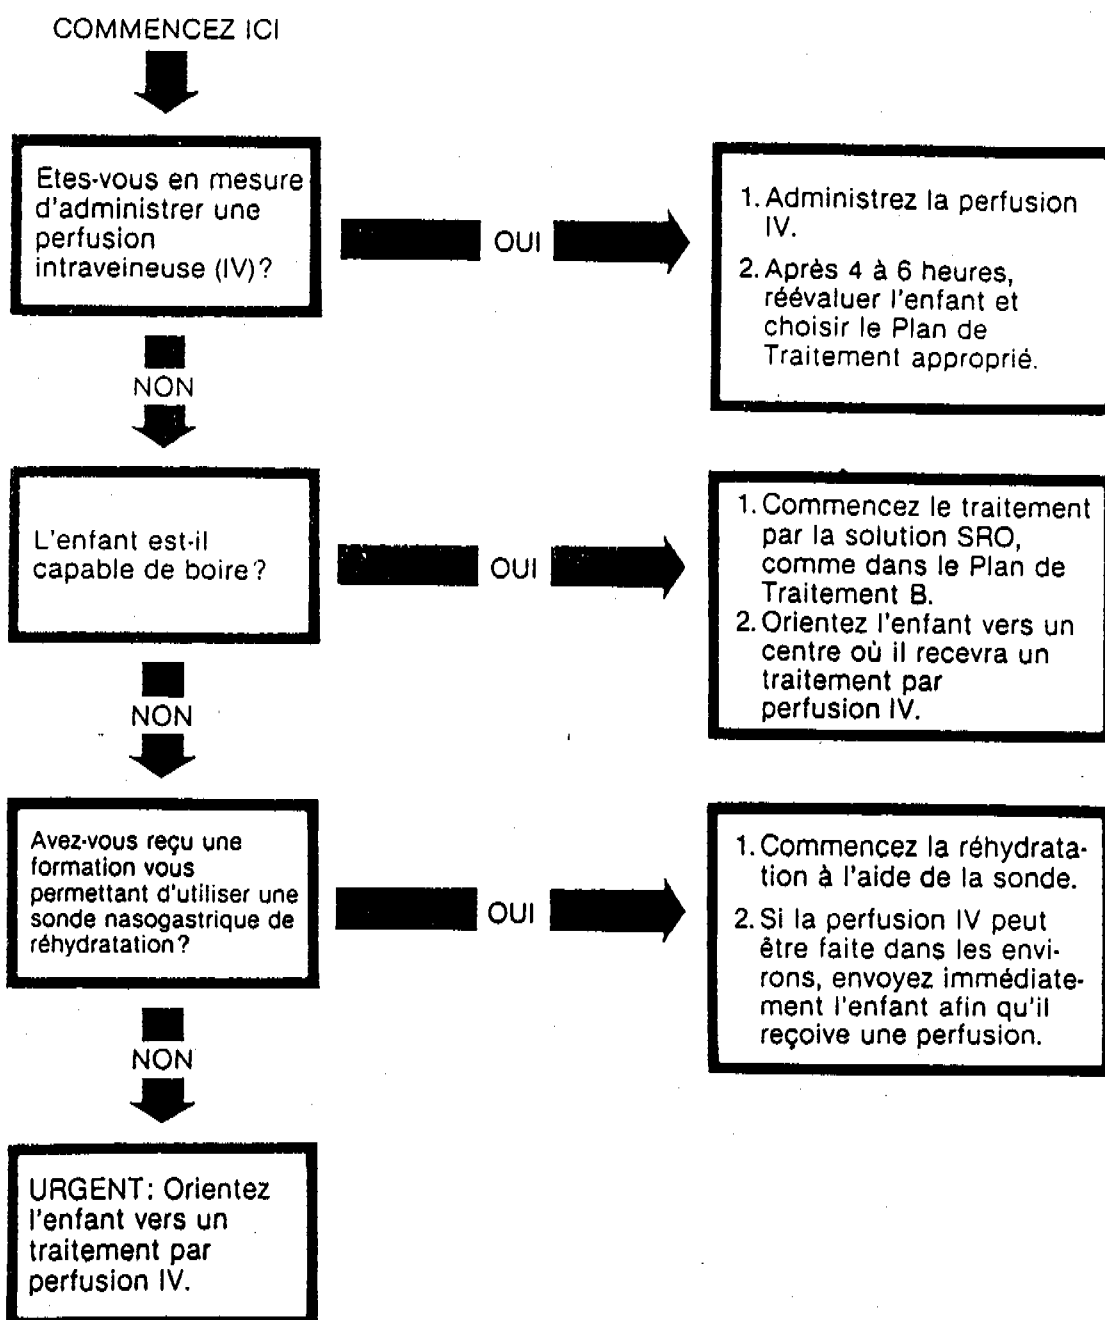 COMMENCEZ ICI
Etes-vous en mesure
d'administrer une
perfusion
intraveineuse (IV)?
OUI
1. Administrez la perfusion
IV.
2. Après 4 à 6 heures,
réévaluer l'enfant et
choisir le Plan de
Traitement approprié.
NON
L'enfant est-il
capable de boire?
OUI
1. Commencez le traitement
par la solution SRO,
comme dans le Plan de
Traitement B.
2. Orientez l'enfant vers un
centre où il recevra un
traitement par
perfusion IV.
NON
Avez-vous reçu une
formation vous
permettant d'utiliser une
sonde nasogastrique de
réhydratation?
OUI
1. Commencez la réhydrata-
tion à l'aide de la sonde.
2. Si la perfusion IV peut
être faite dans les envi-
rons, envoyez immédiate-
ment l'enfant afin qu'il
reçoive une perfusion.
NON
URGENT: Orientez
l'enfant vers un
traitement par
perfusion IV.